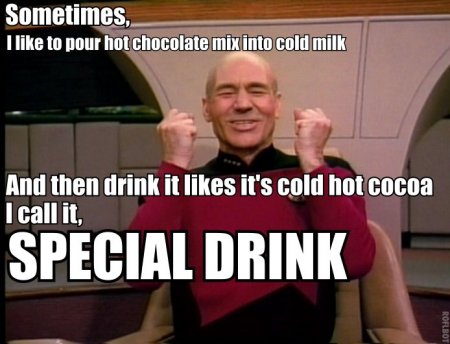 Sometimes,
I like to pour hot chocolate mix into cold milk
And then drink it likes it's cold hot cocoa
I call it,
SPECIAL DRINK
ROFLBOT